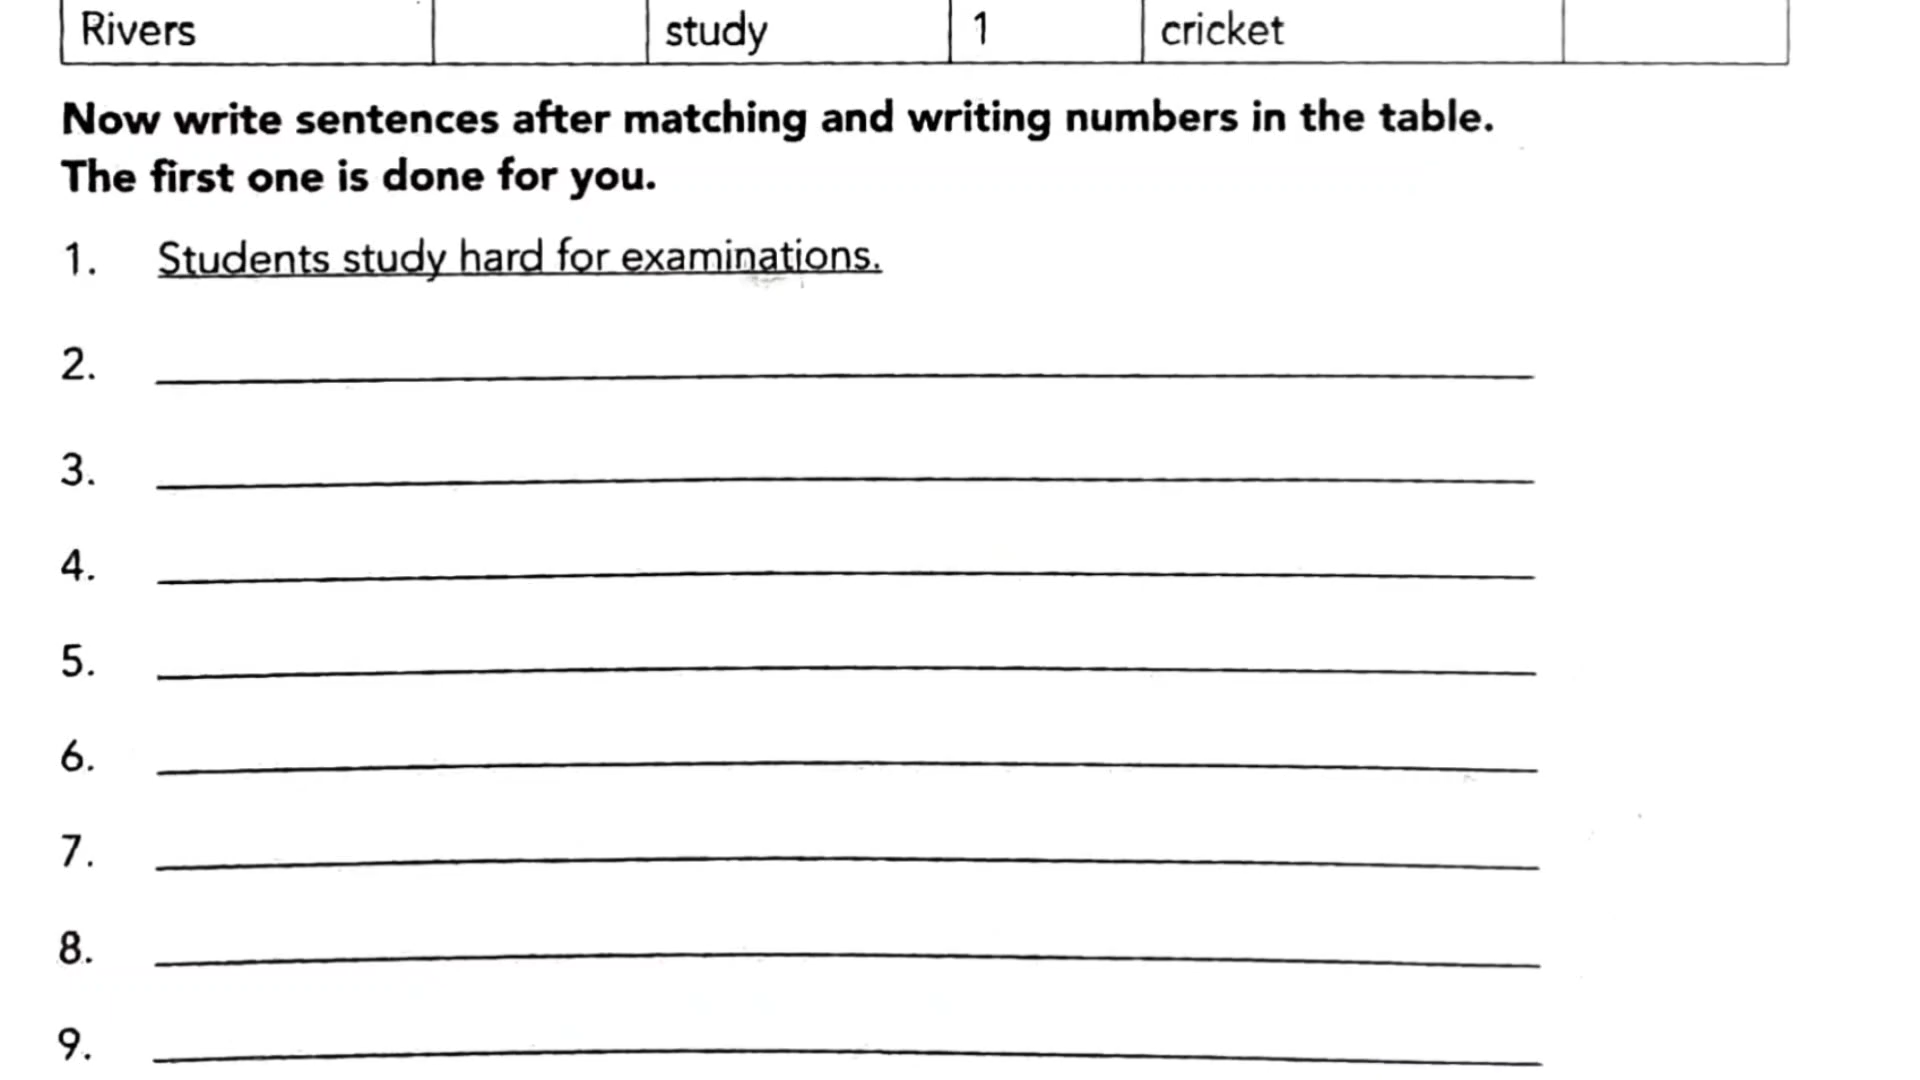 Rivers study 1 cricket
Now write sentences after matching and writing numbers in the table.
The first one is done for you.
1. Students study hard for examinations.
2.
3.
4.
5.
6.
7.
8.
9.